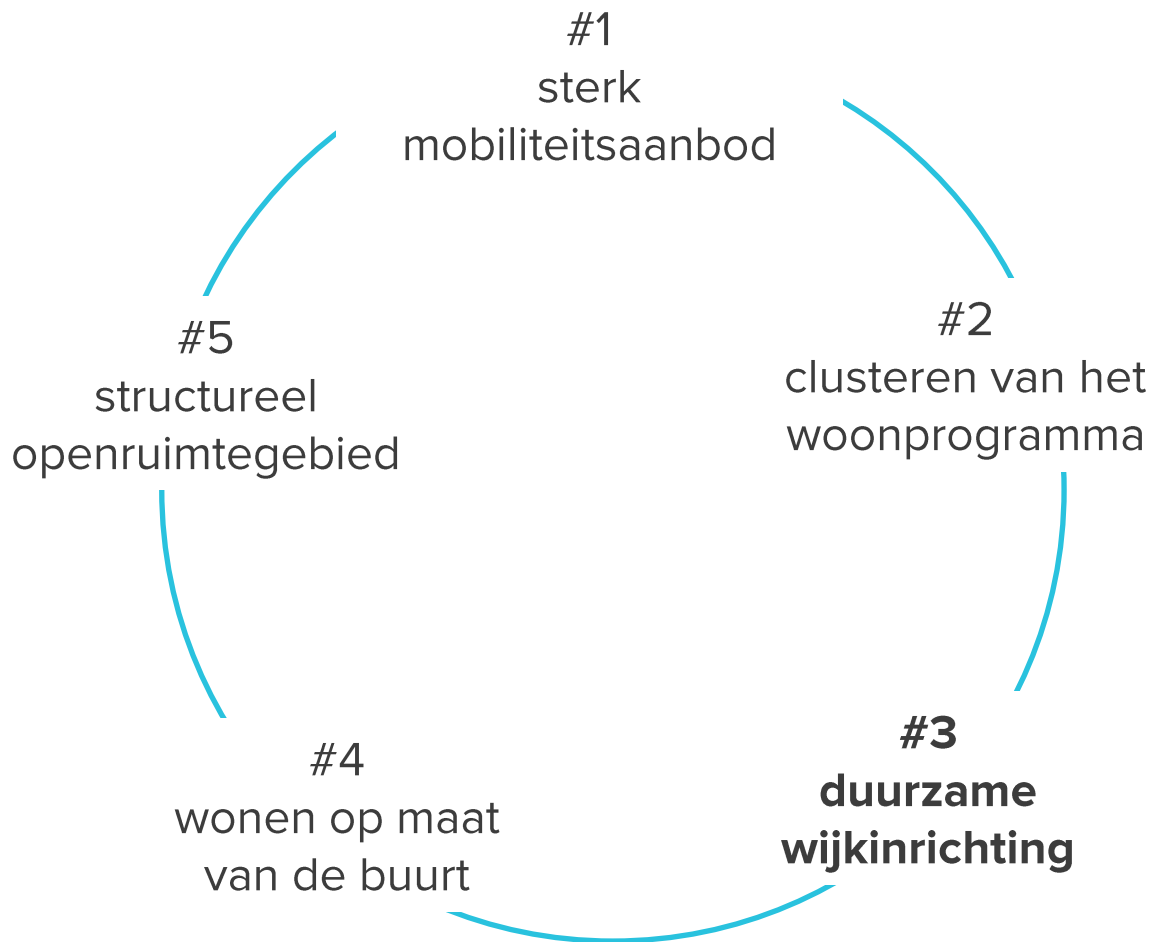 #1
sterk
mobiliteitsaanbod
#2
clusteren van het
woonprogramma
#3
duurzame
wijkinrichting
#4
wonen op maat
van de buurt
#5
structureel
openruimtegebied